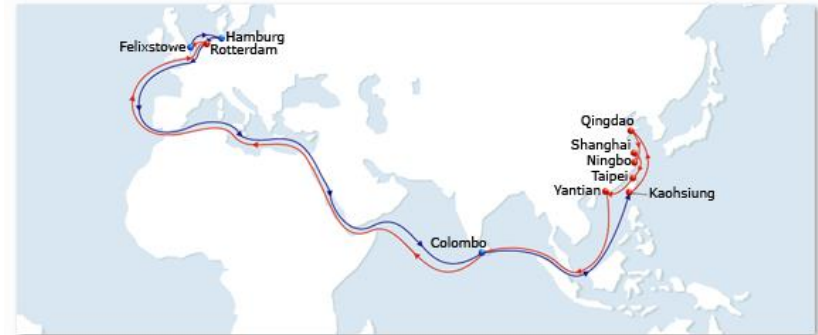 Hamburg
Felixstowe
Rotterdam
Qingdao
Shanghai
Ningbo
Taipei
Yantian
Kaohsiung
Colombo